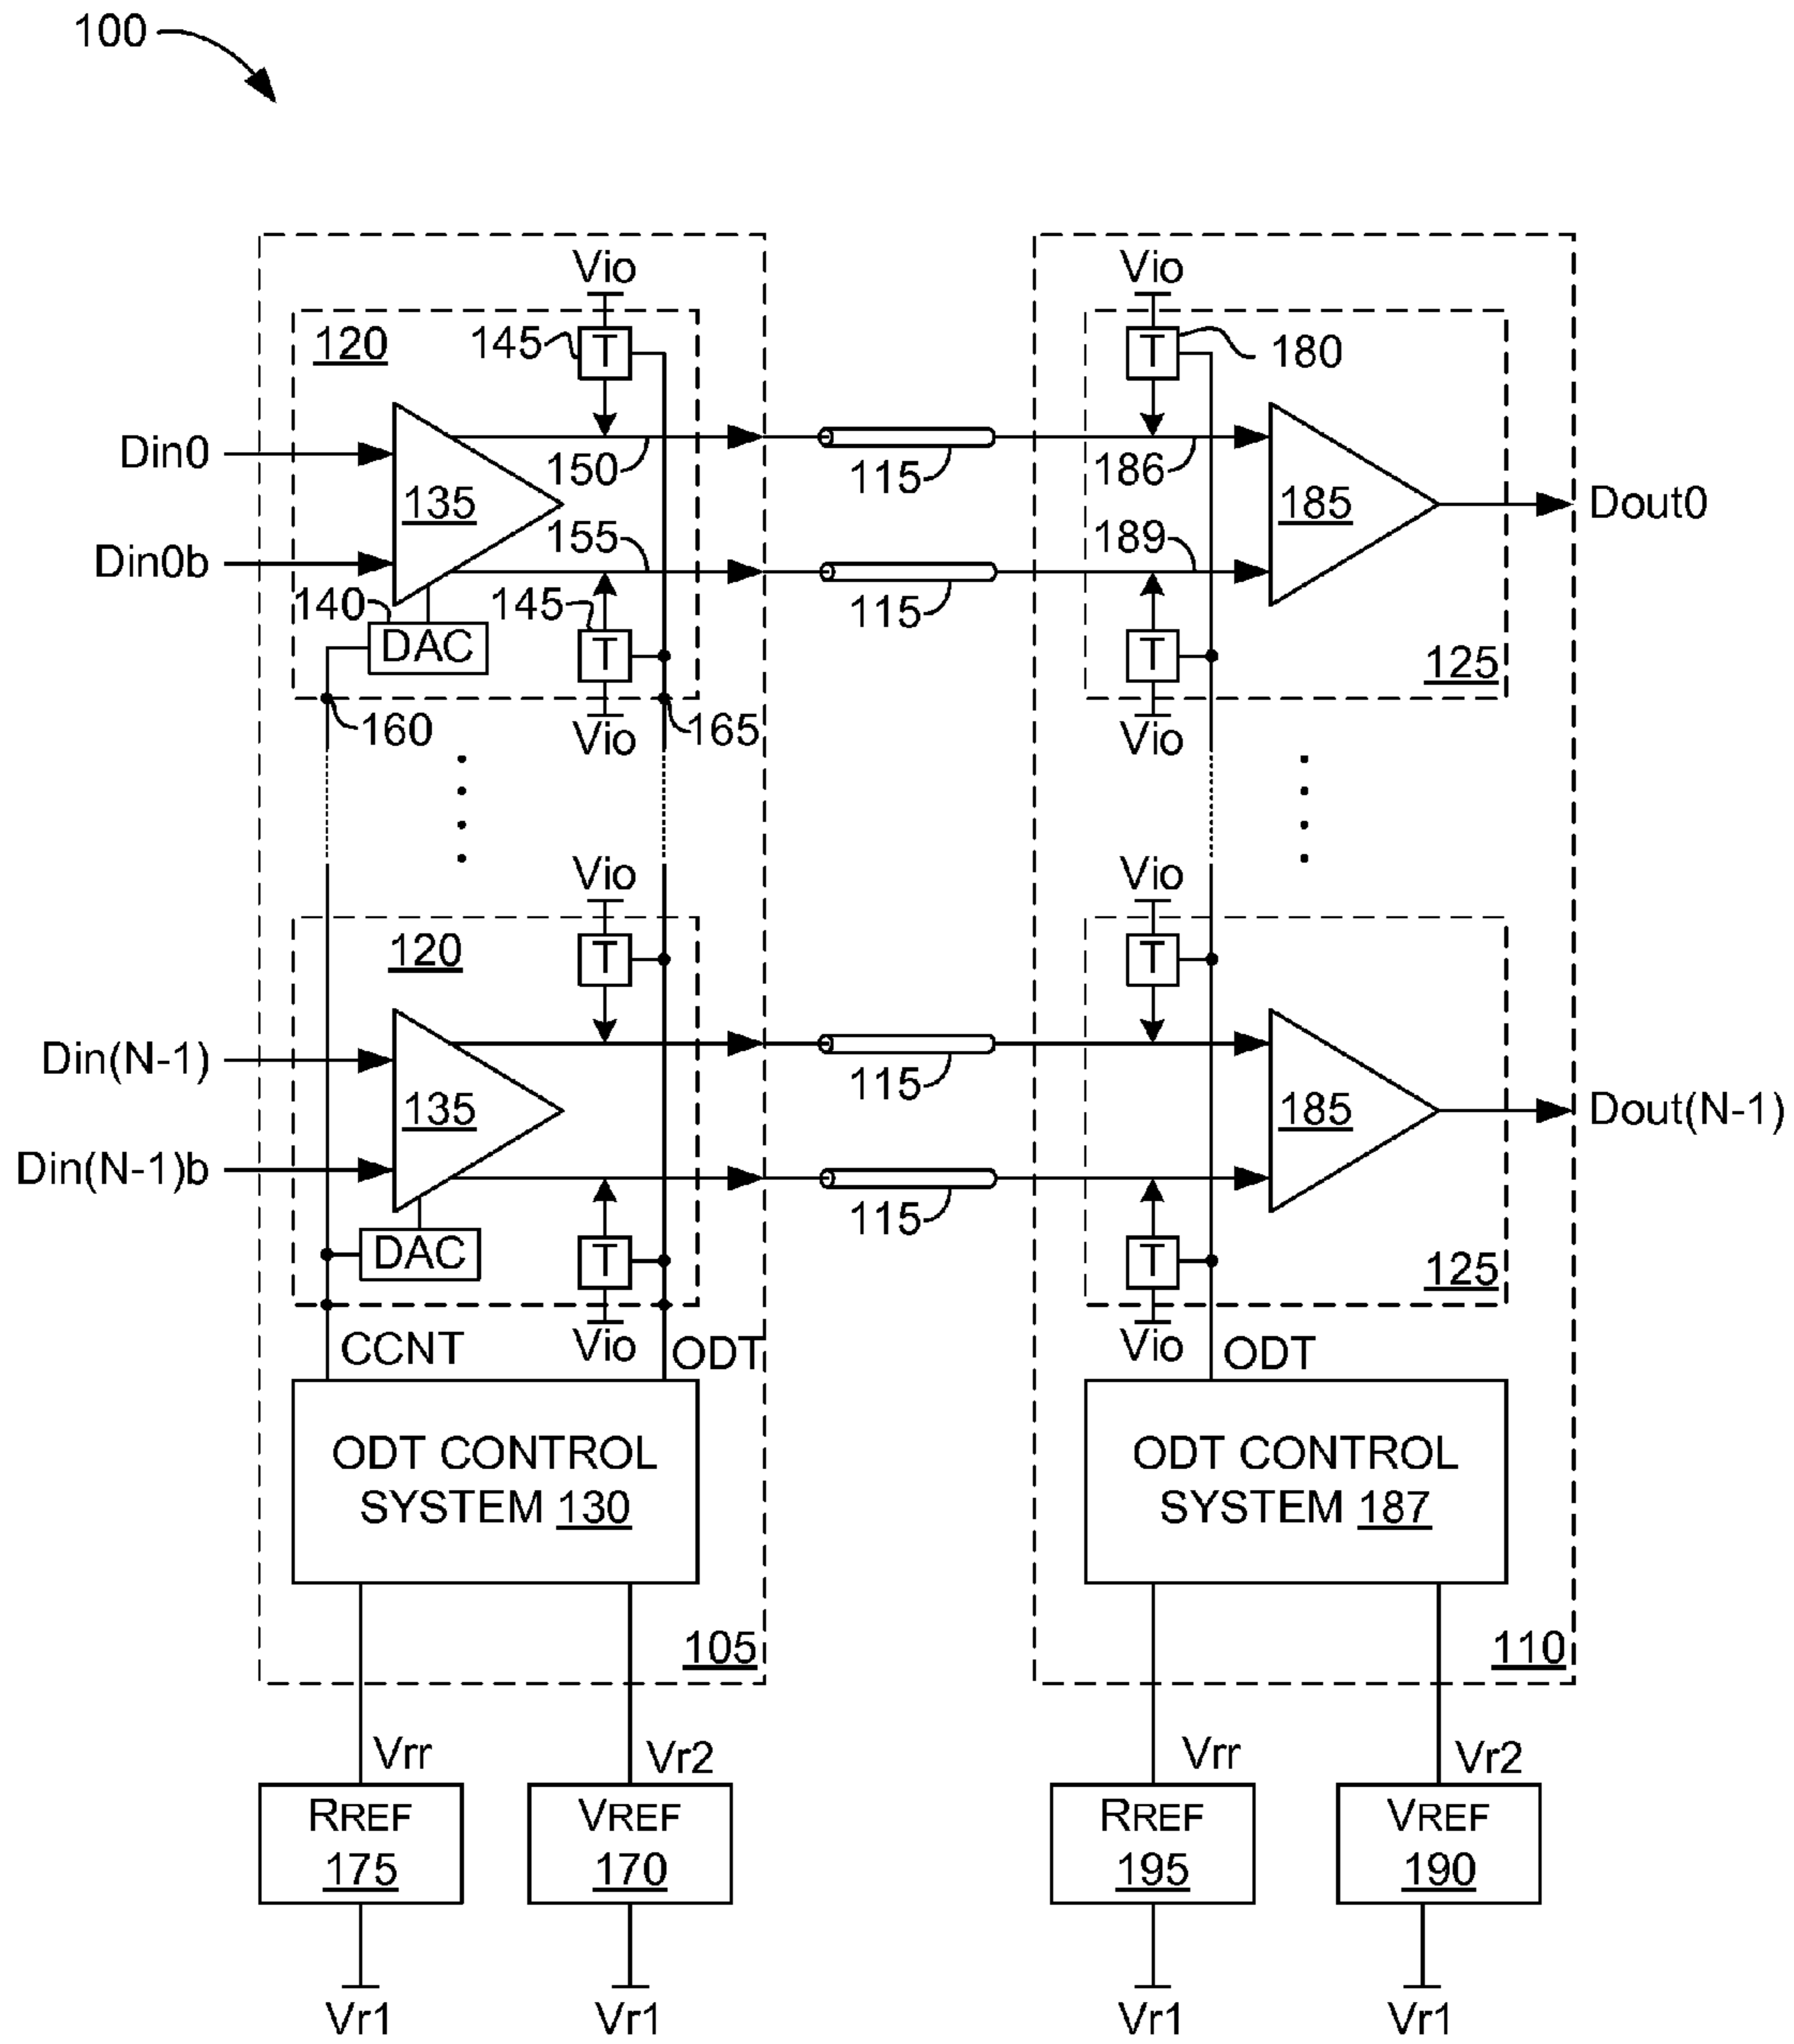 100
Vio Vio
120 145 T T 180
Din0 150 115 186 Dout0
135 185
Din0b 155 115 189
140 145
DAC T T 125
160 Vio 165 Vio
Vio Vio
120 T T
Din(N-1) 115
135 185 Dout(N-1)
Din(N-1)b 115
DAC T T 125
CCNT Vio ODT Vio ODT
ODT CONTROL
SYSTEM 130
ODT CONTROL
SYSTEM 187
105 110
Vrr Vr2 Vrr Vr2
RREF
175
VREF
170
RREF
195
VREF
190
Vr1 Vr1 Vr1 Vr1